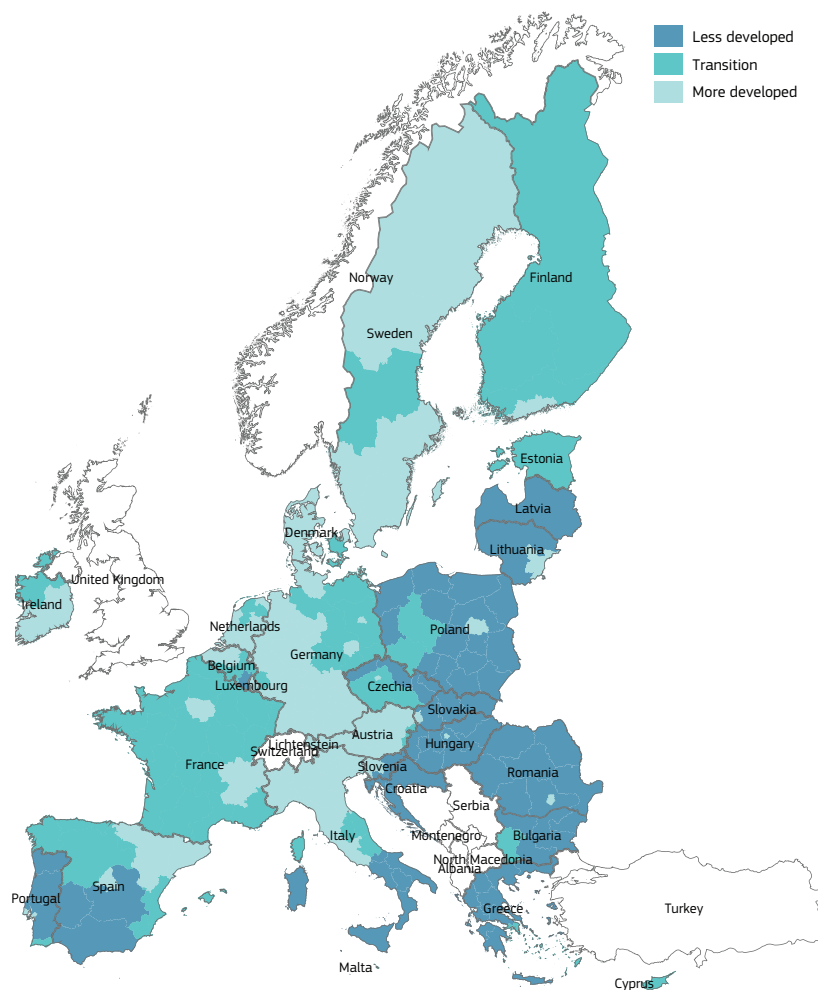 Less developed
Transition
More developed
Norway
Finland
Sweden
Estonia
Latvia
Denmark
Lithuania
United Kingdom
Ireland
Netherlands
Poland
Germany
Belgium
Luxembourg
Czechia
Slovakia
Austria
Lichtenstein
Hungary
Switzerland
France
Slovenia
Romania
Croatia
Serbia
Italy
Montenegro
Bulgaria
North Macedonia
Albania
Spain
Portugal
Greece
Turkey
Malta
Cyprus